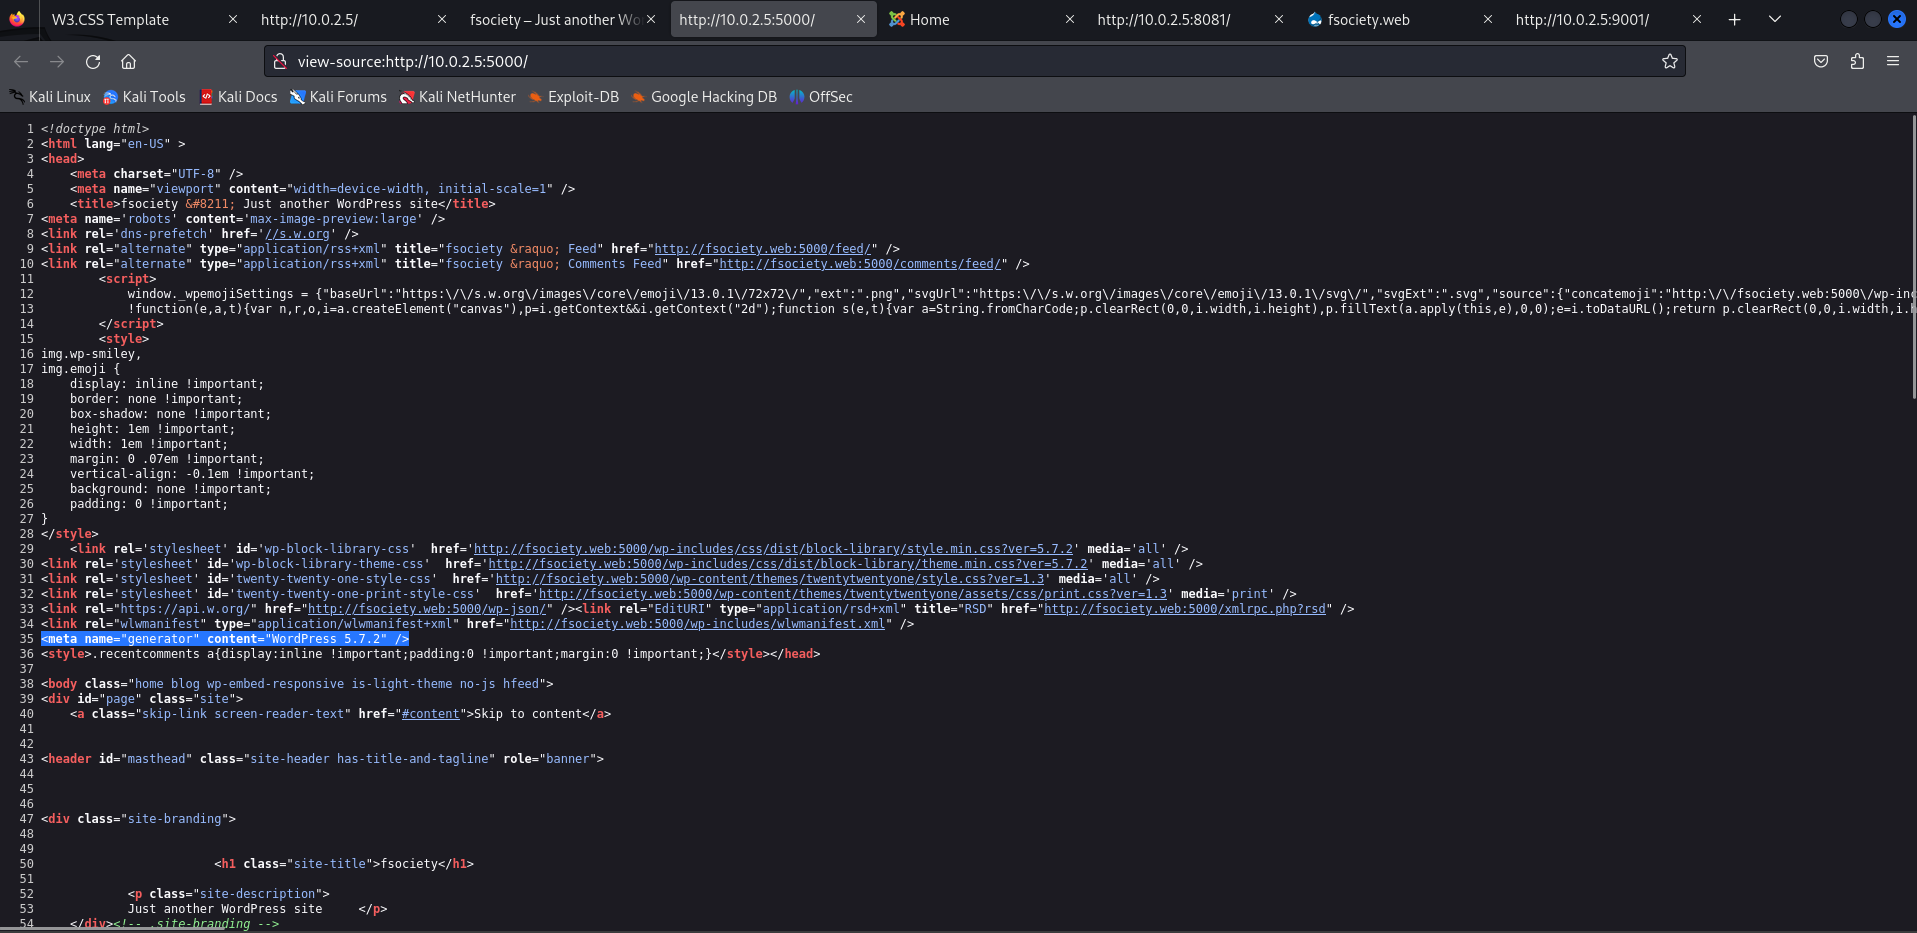 W3.CSS Template
http://10.0.2.5/
fsociety – Just another Wo
http://10.0.2.5:5000/
Home
http://10.0.2.5:8081/
fsociety.web
http://10.0.2.5:9001/
view-source:http://10.0.2.5:5000/
Kali Linux Kali Tools Kali Docs Kali Forums Kali NetHunter Exploit-DB Google Hacking DB OffSec
1 <!doctype html>
2 <html lang="en-US" >
3 <head>
4 <meta charset="UTF-8" />
5 <meta name="viewport" content="width=device-width, initial-scale=1" />
6 <title>fsociety &#8211; Just another WordPress site</title>
7 <meta name='robots' content='max-image-preview:large' />
8 <link rel='dns-prefetch' href='//s.w.org' />
9 <link rel="alternate" type="application/rss+xml" title="fsociety &raquo; Feed" href="http://fsociety.web:5000/feed/" />
10 <link rel="alternate" type="application/rss+xml" title="fsociety &raquo; Comments Feed" href="http://fsociety.web:5000/comments/feed/" />
11 <script>
12 window._wpemojiSettings = {"baseUrl":"https:\/\/s.w.org\/images\/core\/emoji\/13.0.1\/72x72\/","ext":".png","svgUrl":"https:\/\/s.w.org\/images\/core\/emoji\/13.0.1\/svg\/","svgExt":".svg","source":{"concatemoji":"http:\/\/fsociety.web:5000\/wp-inc
13 !function(e,a,t){var n,r,o,i=a.createElement("canvas"),p=i.getContext&&i.getContext("2d");function s(e,t){var a=String.fromCharCode;p.clearRect(0,0,i.width,i.height),p.fillText(a.apply(this,e),0,0);e=i.toDataURL();return p.clearRect(0,0,i.width,i.h
14 </script>
15 <style>
16 img.wp-smiley,
17 img.emoji {
18 display: inline !important;
19 border: none !important;
20 box-shadow: none !important;
21 height: 1em !important;
22 width: 1em !important;
23 margin: 0 .07em !important;
24 vertical-align: -0.1em !important;
25 background: none !important;
26 padding: 0 !important;
27 }
28 </style>
29 <link rel='stylesheet' id='wp-block-library-css' href='http://fsociety.web:5000/wp-includes/css/dist/block-library/style.min.css?ver=5.7.2' media='all' />
30 <link rel='stylesheet' id='wp-block-library-theme-css' href='http://fsociety.web:5000/wp-includes/css/dist/block-library/theme.min.css?ver=5.7.2' media='all' />
31 <link rel='stylesheet' id='twenty-twenty-one-style-css' href='http://fsociety.web:5000/wp-content/themes/twentytwentyone/style.css?ver=1.3' media='all' />
32 <link rel='stylesheet' id='twenty-twenty-one-print-style-css' href='http://fsociety.web:5000/wp-content/themes/twentytwentyone/assets/css/print.css?ver=1.3' media='print' />
33 <link rel="https://api.w.org/" href="http://fsociety.web:5000/wp-json/" /><link rel="EditURI" type="application/rsd+xml" title="RSD" href="http://fsociety.web:5000/xmlrpc.php?rsd" />
34 <link rel="wlwmanifest" type="application/wlwmanifest+xml" href="http://fsociety.web:5000/wp-includes/wlwmanifest.xml" />
35 <meta name="generator" content="WordPress 5.7.2" />
36 <style>.recentcomments a{display:inline !important;padding:0 !important;margin:0 !important;}</style></head>
37
38 <body class="home blog wp-embed-responsive is-light-theme no-js hfeed">
39 <div id="page" class="site">
40 <a class="skip-link screen-reader-text" href="#content">Skip to content</a>
41
42
43 <header id="masthead" class="site-header has-title-and-tagline" role="banner">
44
45
46
47 <div class="site-branding">
48
49
50 <h1 class="site-title">fsociety</h1>
51
52 <p class="site-description">
53 Just another WordPress site </p>
54 </div><!-- .site-branding -->